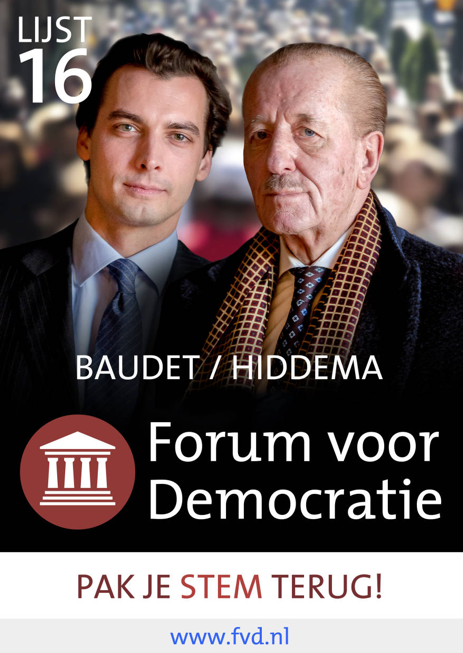 LIJST
16
BAUDET / HIDDEMA
Forum voor
Democratie
PAK JE STEM TERUG!
www.fvd.nl